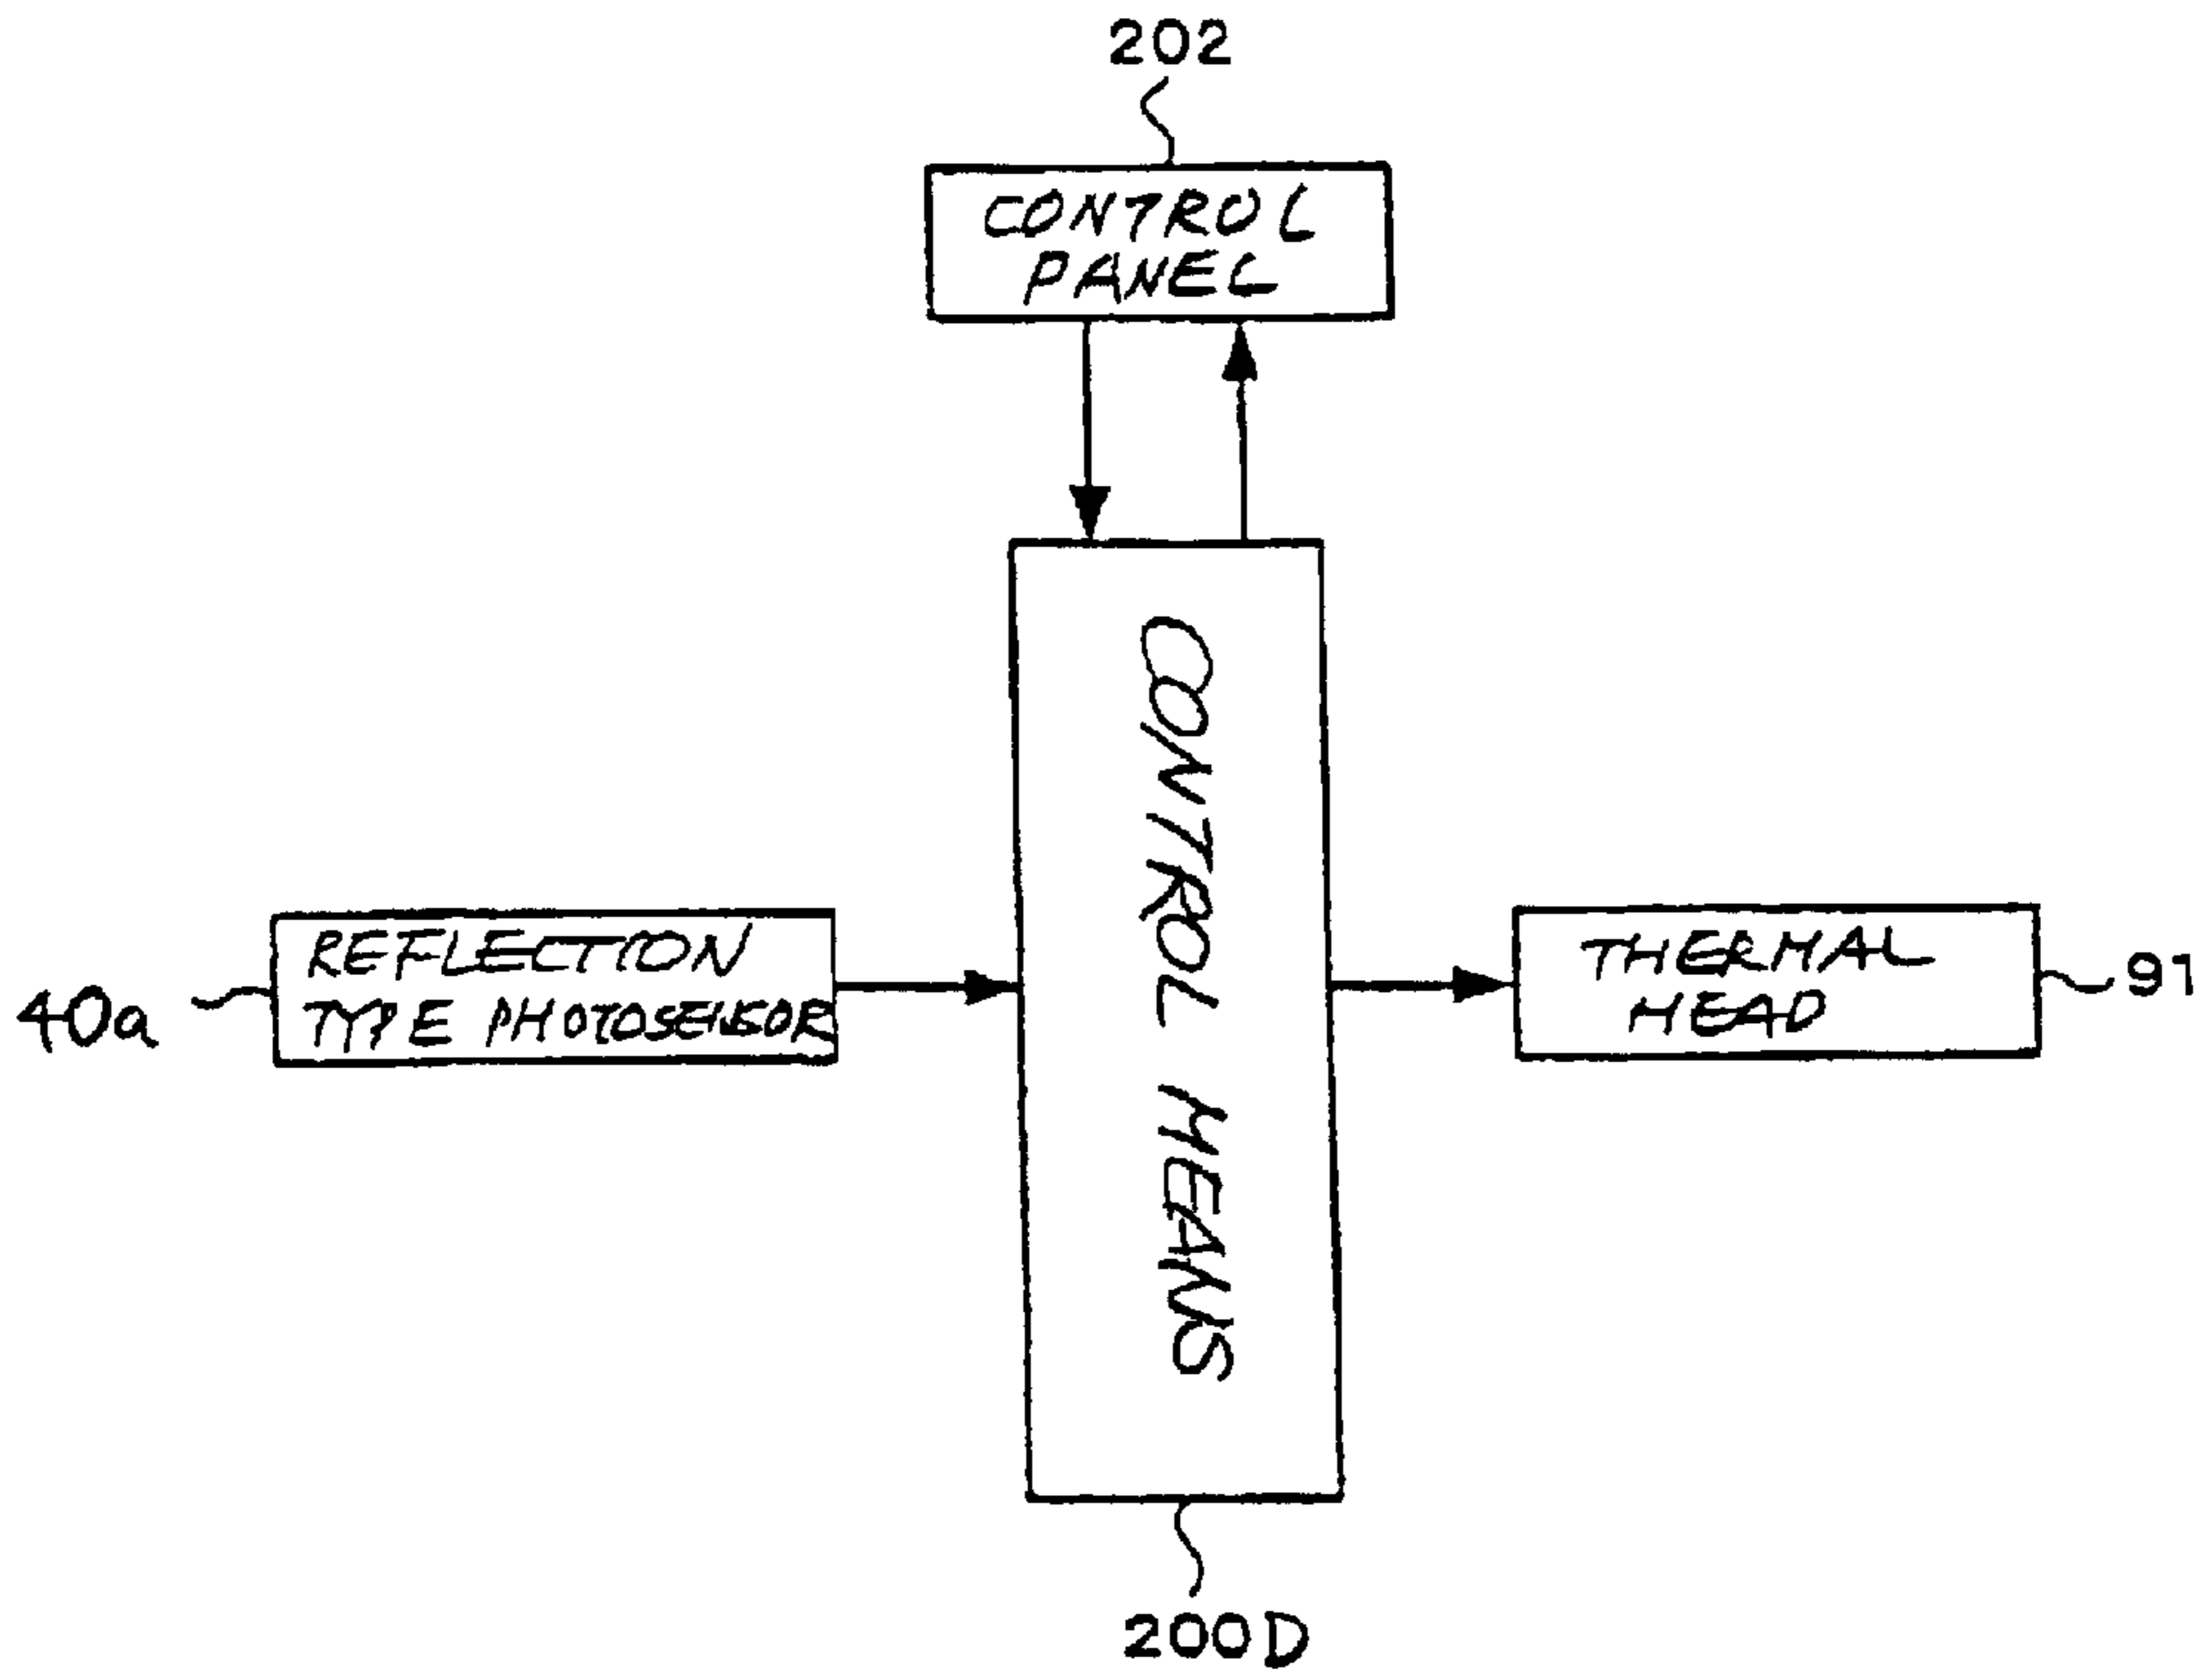 202
CONTROL
PANEL
CONTROL MEANS
REFLECTION
TYPE PHOTOSENSOR
40a
THERMAL
HEAD
91
200D